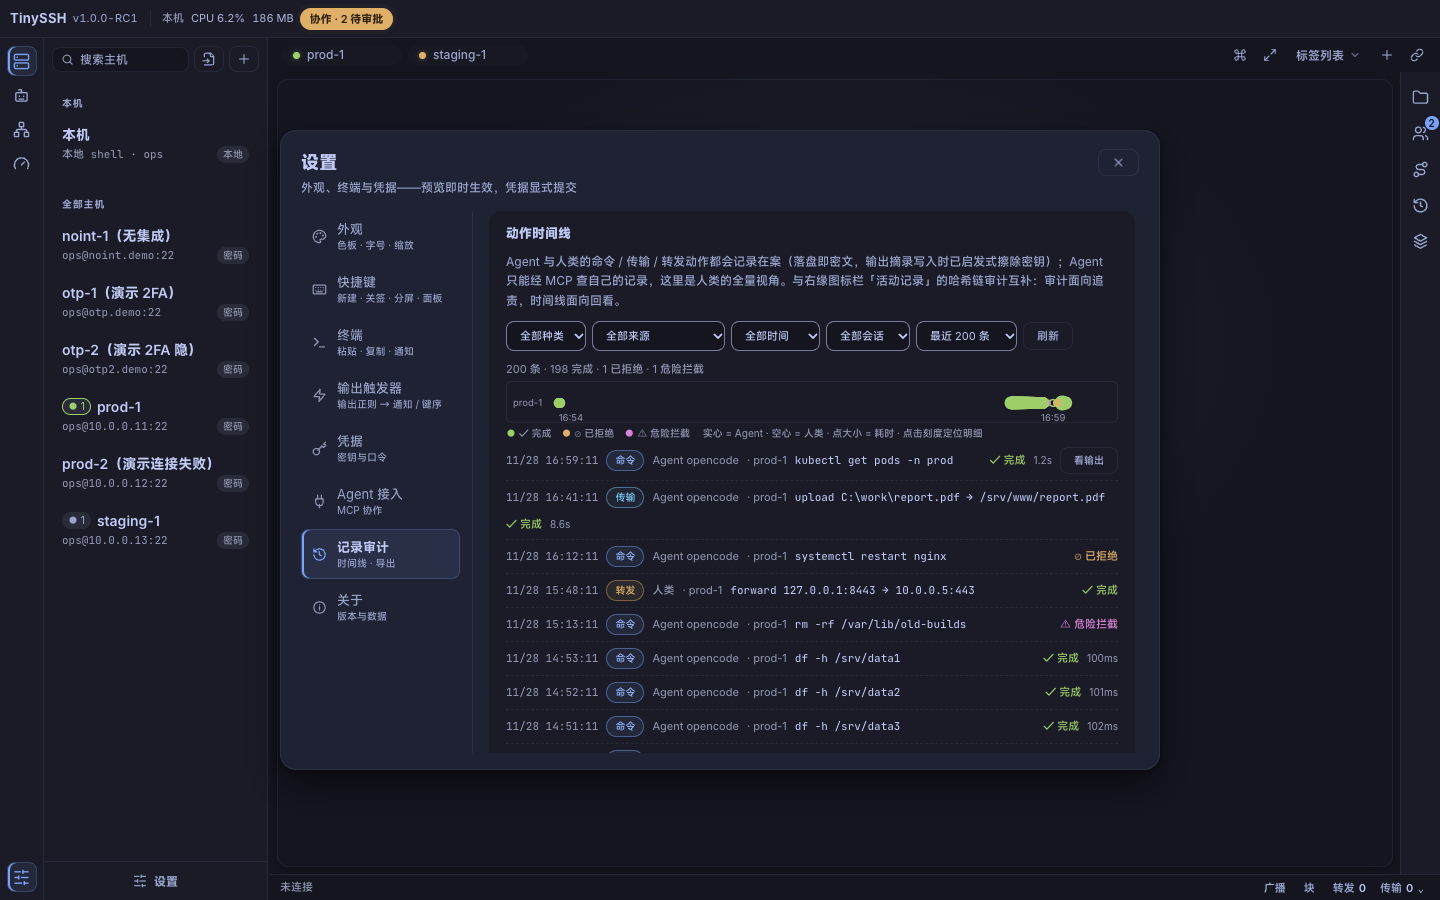 TinySSH v1.0.0-RC1 本机 CPU 6.2% 186 MB 协作 · 2 待审批
搜索主机
prod-1 staging-1
标签列表
2
本机
本机
本地 shell · ops 本地
全部主机
noint-1（无集成）
ops@noint.demo:22 密码
otp-1（演示 2FA）
ops@otp.demo:22 密码
otp-2（演示 2FA 隐）
ops@otp2.demo:22 密码
1 prod-1
ops@10.0.0.11:22 密码
prod-2（演示连接失败）
ops@10.0.0.12:22 密码
1 staging-1
ops@10.0.0.13:22 密码
设置
设置
外观、终端与凭据——预览即时生效，凭据显式提交
外观
色板 · 字号 · 缩放
快捷键
新建 · 关签 · 分屏 · 面板
终端
粘贴 · 复制 · 通知
输出触发器
输出正则 → 通知 / 键序
凭据
密钥与口令
Agent 接入
MCP 协作
记录审计
时间线 · 导出
关于
版本与数据
动作时间线
Agent 与人类的命令 / 传输 / 转发动作都会记录在案（落盘即密文，输出摘录写入时已启发式擦除密钥）；Agent
只能经 MCP 查自己的记录，这里是人类的全量视角。与右缘图标栏「活动记录」的哈希链审计互补：审计面向追
责，时间线面向回看。
全部种类 全部来源 全部时间 全部会话 最近 200 条 刷新
200 条 · 198 完成 · 1 已拒绝 · 1 危险拦截
prod-1
16:54 16:59
✓ 完成 ⊘ 已拒绝 ⚠ 危险拦截 实心 = Agent · 空心 = 人类 · 点大小 = 耗时 · 点击刻度定位明细
11/28 16:59:11 命令 Agent opencode · prod-1 kubectl get pods -n prod ✓ 完成 1.2s 看输出
11/28 16:41:11 传输 Agent opencode · prod-1 upload C:\work\report.pdf → /srv/www/report.pdf
✓ 完成 8.6s
11/28 16:12:11 命令 Agent opencode · prod-1 systemctl restart nginx ⊘ 已拒绝
11/28 15:48:11 转发 人类 · prod-1 forward 127.0.0.1:8443 → 10.0.0.5:443 ✓ 完成
11/28 15:13:11 命令 Agent opencode · prod-1 rm -rf /var/lib/old-builds ⚠ 危险拦截
11/28 14:53:11 命令 Agent opencode · prod-1 df -h /srv/data1 ✓ 完成 100ms
11/28 14:52:11 命令 Agent opencode · prod-1 df -h /srv/data2 ✓ 完成 101ms
11/28 14:51:11 命令 Agent opencode · prod-1 df -h /srv/data3 ✓ 完成 102ms
未连接 广播 块 转发 0 传输 0